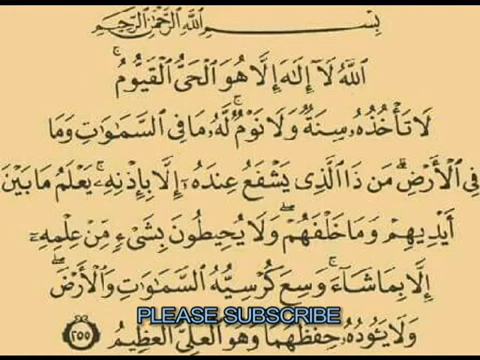 بِسْمِ اللَّهِ الرَّحْمَٰنِ الرَّحِيمِ
اللَّهُ لَآ إِلَٰهَ إِلَّا هُوَ الْحَيُّ الْقَيُّومُ ۚ
لَا تَأْخُذُهُۥ سِنَةٌ وَلَا نَوْمٌ ۚ لَّهُۥ مَا فِي السَّمَٰوَٰتِ وَمَا
فِي الْأَرْضِ ۗ مَن ذَا الَّذِي يَشْفَعُ عِندَهُۥٓ إِلَّا بِإِذْنِهِۦ ۚ يَعْلَمُ مَا بَيْنَ
أَيْدِيهِمْ وَمَا خَلْفَهُمْ ۖ وَلَا يُحِيطُونَ بِشَيْءٍ مِّنْ عِلْمِهِۦٓ
إِلَّا بِمَا شَآءَ ۚ وَسِعَ كُرْسِيُّهُ السَّمَٰوَٰتِ وَالْأَرْضَ ۖ
PLEASE SUBSCRIBE
وَلَا يَـُٔودُهُۥ حِفْظُهُمَا ۚ وَهُوَ الْعَلِيُّ الْعَظِيمُ ٢٥٥